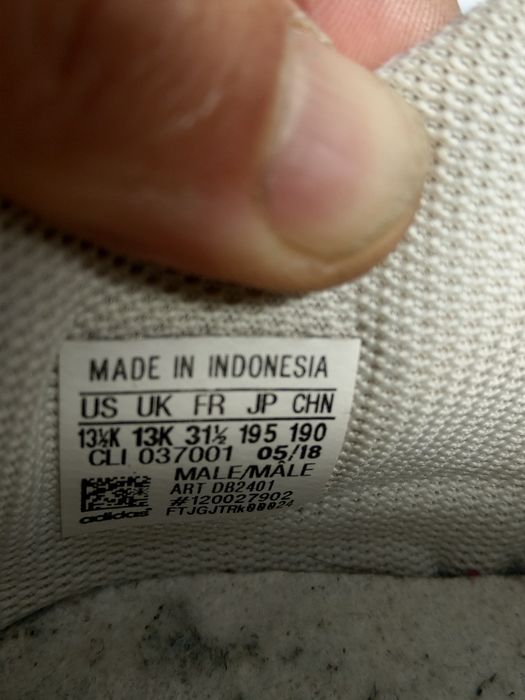 MADE IN INDONESIA
US UK FR JP CHN
13½K 13K 31½ 195 190
CLI 037001 05/18
MALE/MÂLE
ART DB2401
#120027902
FTJGJTRk00024
adidas